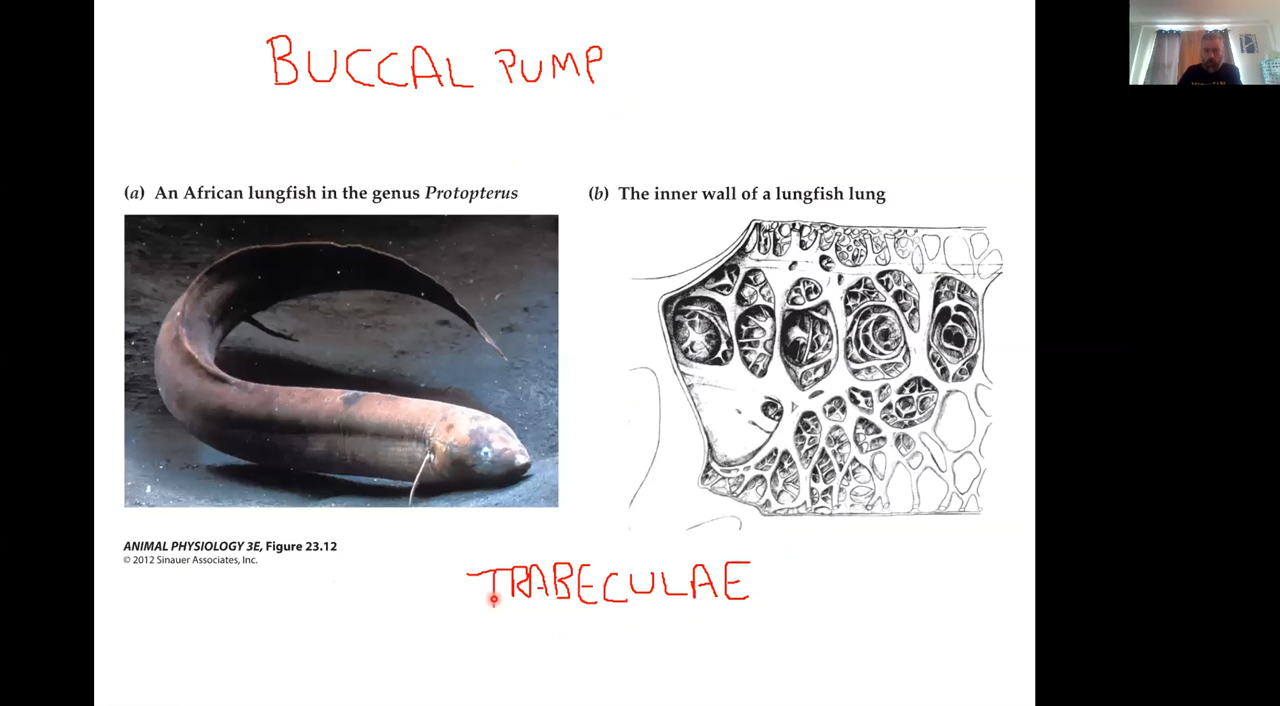 BUCCAL PUMP
(a) An African lungfish in the genus Protopterus
(b) The inner wall of a lungfish lung
ANIMAL PHYSIOLOGY 3E, Figure 23.12
© 2012 Sinauer Associates, Inc.
TRABECULAE